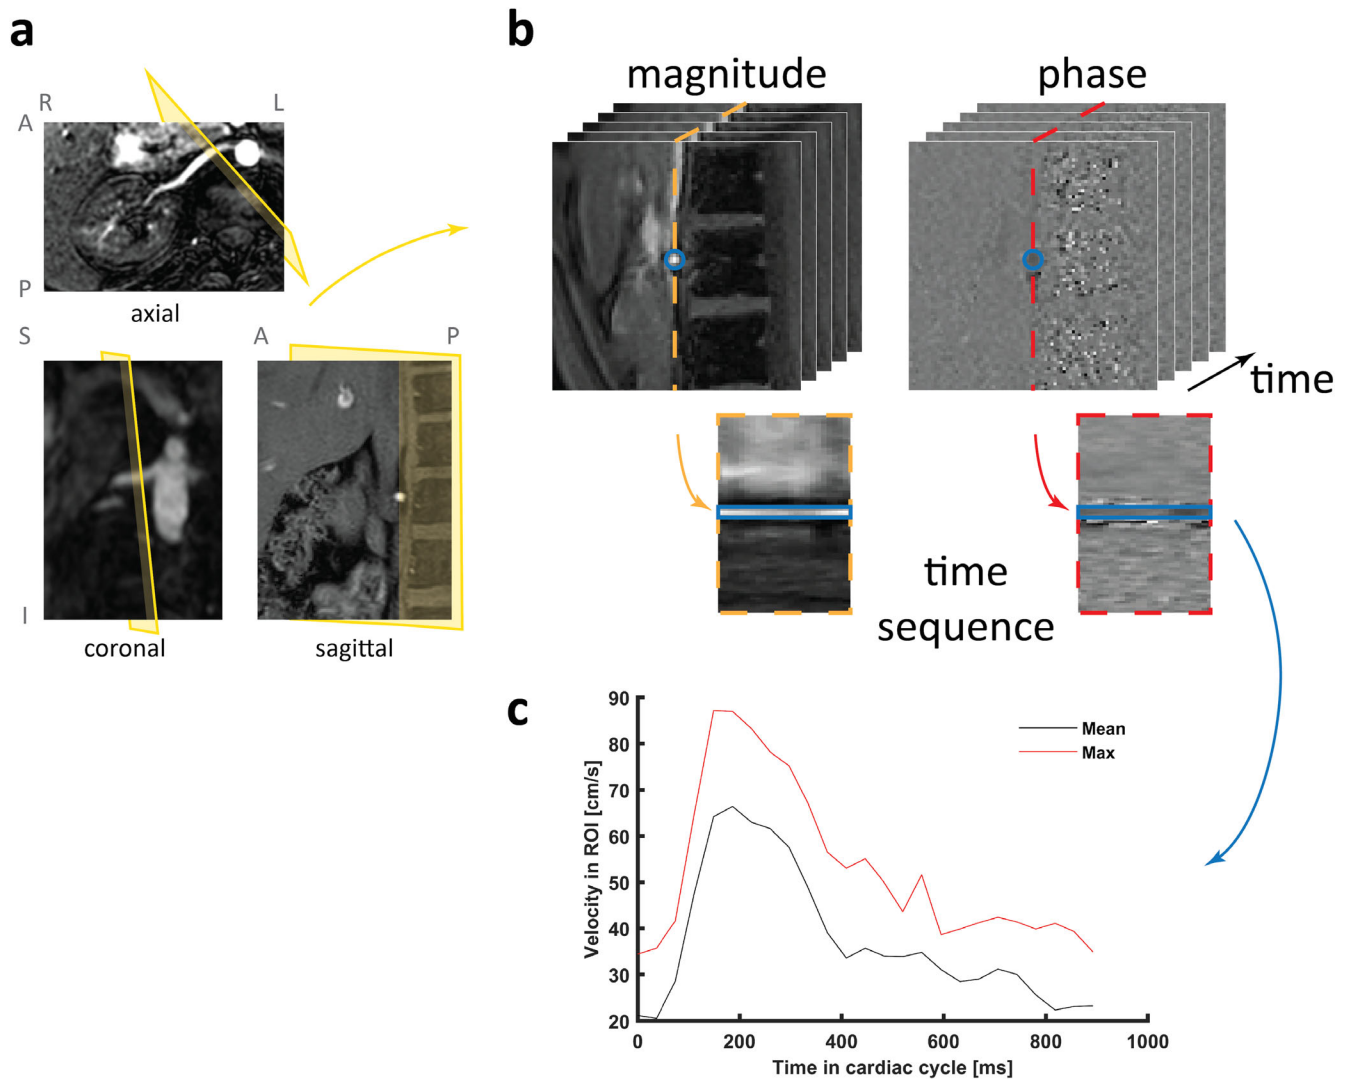 a
R L
A
P
axial
S A P
I
coronal sagittal
b
magnitude phase
time
time
sequence
c
90
80
70
60
50
40
30
20
Velocity in ROI [cm/s]
Mean
Max
0 200 400 600 800 1000
Time in cardiac cycle [ms]